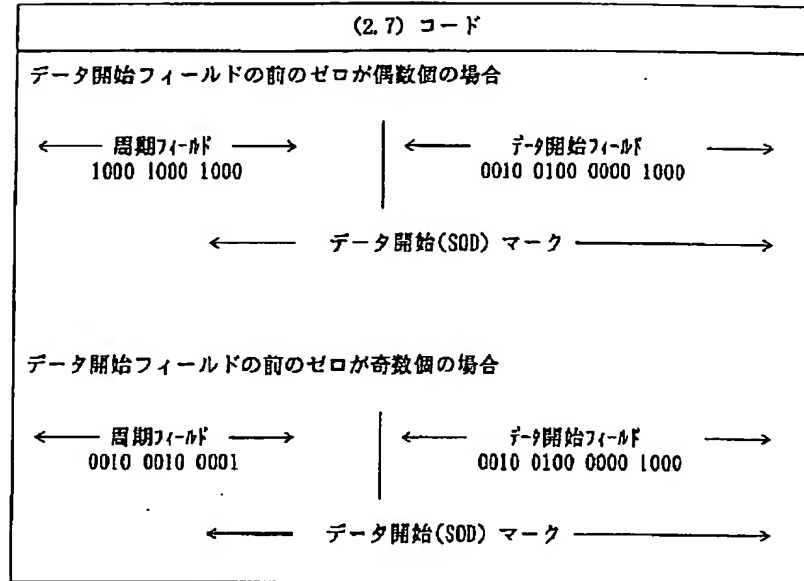 (2.7) コード
データ開始フィールドの前のゼロが偶数個の場合
周期フィールド データ開始フィールド
1000 1000 1000 0010 0100 0000 1000
データ開始(SOD) マーク
データ開始フィールドの前のゼロが奇数個の場合
周期フィールド データ開始フィールド
0010 0010 0001 0010 0100 0000 1000
データ開始(SOD) マーク